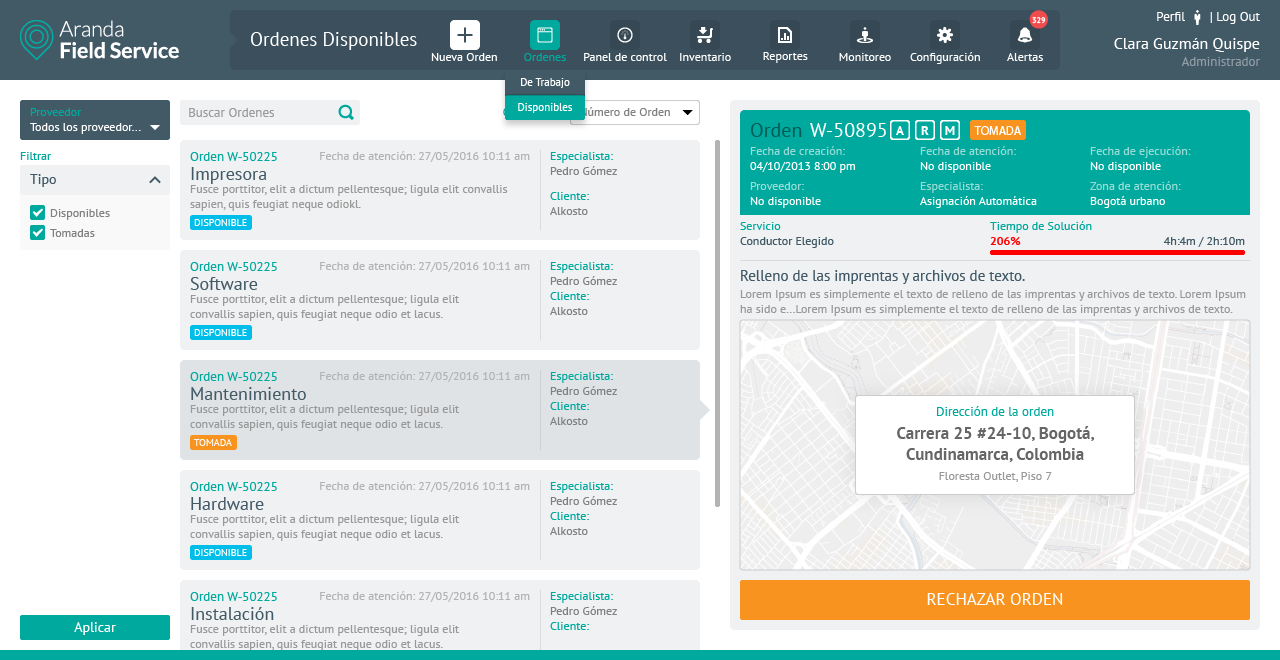 Aranda
Field Service
Ordenes Disponibles
Nueva Orden
Ordenes
Panel de control
Inventario
Reportes
Monitoreo
Configuración
329
Alertas
Perfil | Log Out
Clara Guzmán Quispe
Administrador
De Trabajo
Disponibles
Proveedor
Todos los proveedor...
Filtrar
Tipo
Disponibles
Tomadas
Aplicar
Buscar Ordenes
Número de Orden
Orden W-50225
Fecha de atención: 27/05/2016 10:11 am
Impresora
Fusce porttitor, elit a dictum pellentesque; ligula elit convallis
sapien, quis feugiat neque odiokl.
DISPONIBLE
Especialista:
Pedro Gómez
Cliente:
Alkosto
Orden W-50225
Fecha de atención: 27/05/2016 10:11 am
Software
Fusce porttitor, elit a dictum pellentesque; ligula elit
convallis sapien, quis feugiat neque odio et lacus.
DISPONIBLE
Especialista:
Pedro Gómez
Cliente:
Alkosto
Orden W-50225
Fecha de atención: 27/05/2016 10:11 am
Mantenimiento
Fusce porttitor, elit a dictum pellentesque; ligula elit
convallis sapien, quis feugiat neque odio et lacus.
TOMADA
Especialista:
Pedro Gómez
Cliente:
Alkosto
Orden W-50225
Fecha de atención: 27/05/2016 10:11 am
Hardware
Fusce porttitor, elit a dictum pellentesque; ligula elit
convallis sapien, quis feugiat neque odio et lacus.
DISPONIBLE
Especialista:
Pedro Gómez
Cliente:
Alkosto
Orden W-50225
Fecha de atención: 27/05/2016 10:11 am
Instalación
Fusce porttitor, elit a dictum pellentesque; ligula elit
convallis sapien, quis feugiat neque odio et lacus.
Especialista:
Pedro Gómez
Cliente:
Orden W-50895 A R M TOMADA
Fecha de creación:
04/10/2013 8:00 pm
Fecha de atención:
No disponible
Fecha de ejecución:
No disponible
Proveedor:
No disponible
Especialista:
Asignación Automática
Zona de atención:
Bogotá urbano
Servicio
Conductor Elegido
Tiempo de Solución
206% 4h:4m / 2h:10m
Relleno de las imprentas y archivos de texto.
Lorem Ipsum es simplemente el texto de relleno de las imprentas y archivos de texto. Lorem Ipsum
ha sido e...Lorem Ipsum es simplemente el texto de relleno de las imprentas y archivos de texto.
Dirección de la orden
Carrera 25 #24-10, Bogotá,
Cundinamarca, Colombia
Floresta Outlet, Piso 7
RECHAZAR ORDEN